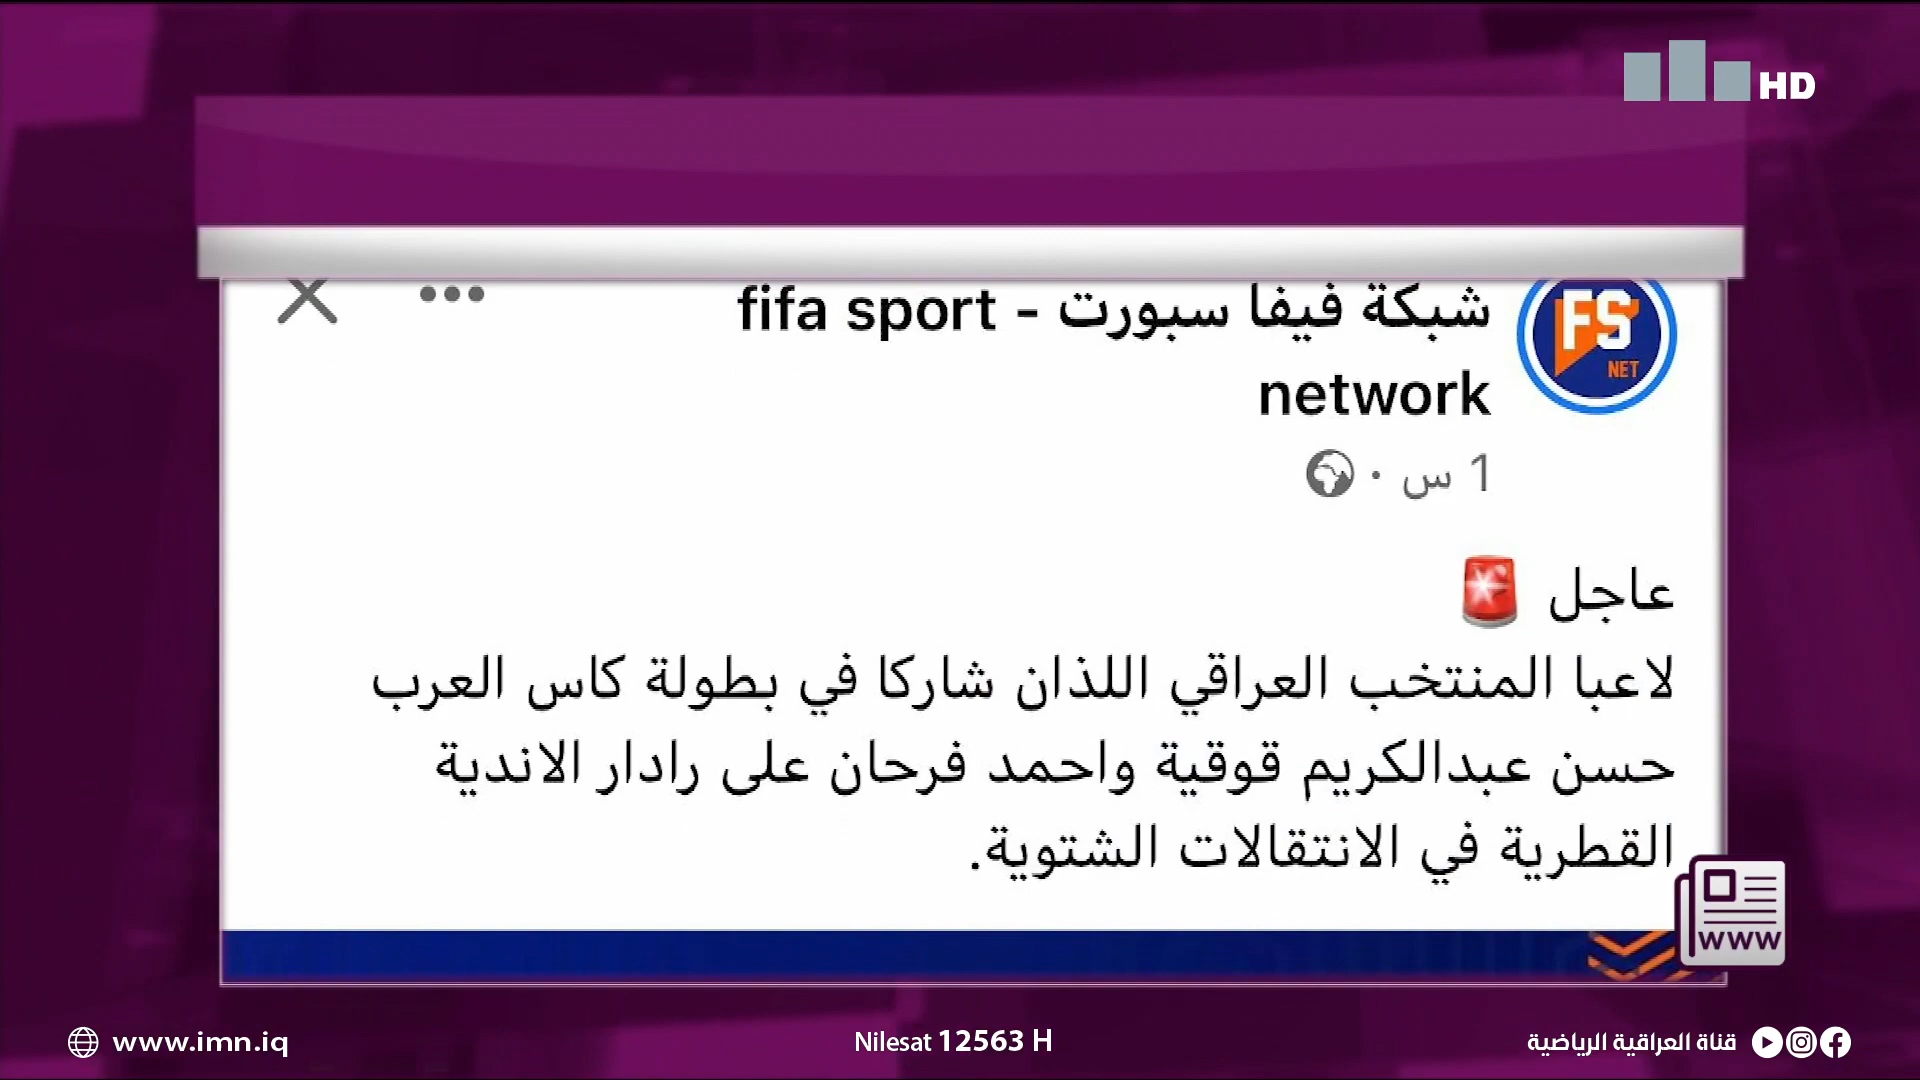 HD
شبكة فيفا سبورت - fifa sport
network
FS
NET
1 س ·
عاجل 🚨
لاعبا المنتخب العراقي اللذان شاركا في بطولة كاس العرب
حسن عبدالكريم قوقية واحمد فرحان على رادار الاندية
القطرية في الانتقالات الشتوية.
www
www.imn.iq
Nilesat 12563 H
قناة العراقية الرياضية